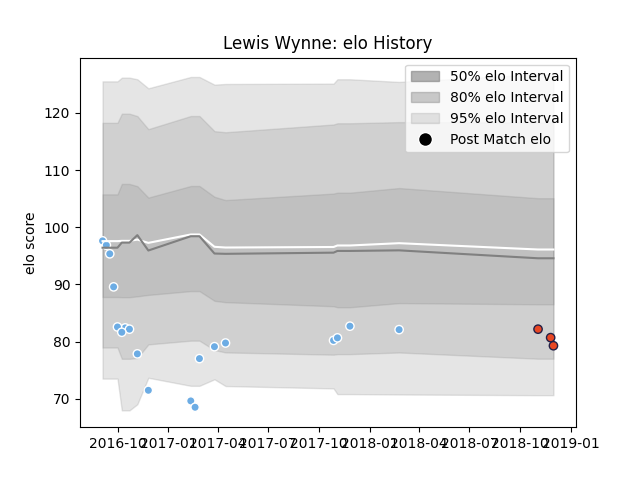 Lewis Wynne: elo History
50% elo Interval
80% elo Interval
95% elo Interval
Post Match elo
elo score
120
110
100
90
80
70
2016-10 2017-01 2017-04 2017-07 2017-10 2018-01 2018-04 2018-07 2018-10 2019-01